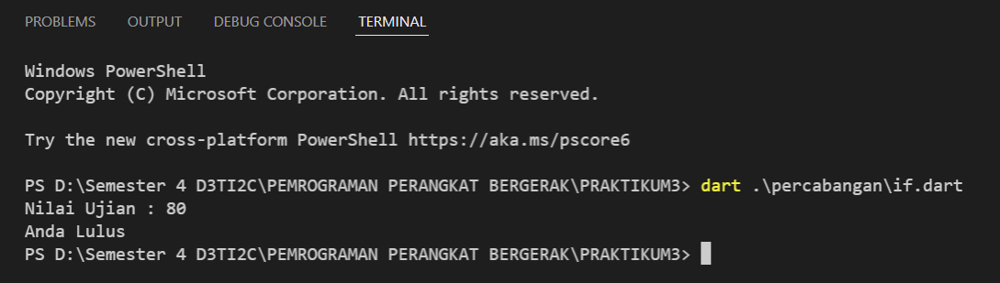 PROBLEMS OUTPUT DEBUG CONSOLE TERMINAL
Windows PowerShell
Copyright (C) Microsoft Corporation. All rights reserved.
Try the new cross-platform PowerShell https://aka.ms/pscore6
PS D:\Semester 4 D3TI2C\PEMROGRAMAN PERANGKAT BERGERAK\PRAKTIKUM3> dart .\percabangan\if.dart
Nilai Ujian : 80
Anda Lulus
PS D:\Semester 4 D3TI2C\PEMROGRAMAN PERANGKAT BERGERAK\PRAKTIKUM3>